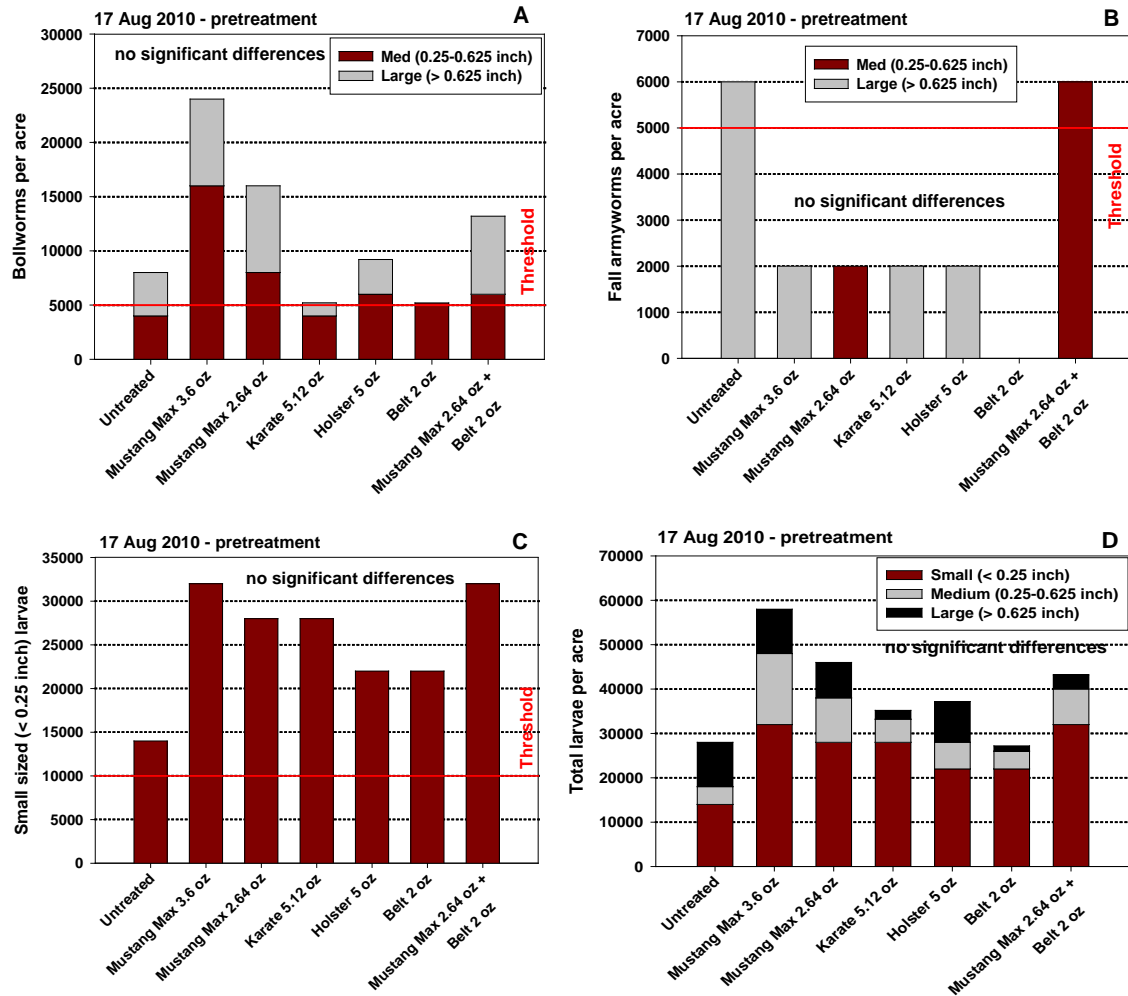 17 Aug 2010 - pretreatment
A
no significant differences
Med (0.25-0.625 inch)
Large (> 0.625 inch)
Bollworms per acre
30000
25000
20000
15000
10000
5000
0
Threshold
Untreated
Mustang Max 3.6 oz
Mustang Max 2.64 oz
Karate 5.12 oz
Holster 5 oz
Belt 2 oz
Mustang Max 2.64 oz +
Belt 2 oz
17 Aug 2010 - pretreatment
B
Med (0.25-0.625 inch)
Large (> 0.625 inch)
no significant differences
Fall armyworms per acre
7000
6000
5000
4000
3000
2000
1000
0
Threshold
Untreated
Mustang Max 3.6 oz
Mustang Max 2.64 oz
Karate 5.12 oz
Holster 5 oz
Belt 2 oz
Mustang Max 2.64 oz +
Belt 2 oz
17 Aug 2010 - pretreatment
C
no significant differences
Small sized (< 0.25 inch) larvae
35000
30000
25000
20000
15000
10000
5000
0
Threshold
Untreated
Mustang Max 3.6 oz
Mustang Max 2.64 oz
Karate 5.12 oz
Holster 5 oz
Belt 2 oz
Mustang Max 2.64 oz +
Belt 2 oz
17 Aug 2010 - pretreatment
D
Small (< 0.25 inch)
Medium (0.25-0.625 inch)
Large (> 0.625 inch)
no significant differences
Total larvae per acre
70000
60000
50000
40000
30000
20000
10000
0
Untreated
Mustang Max 3.6 oz
Mustang Max 2.64 oz
Karate 5.12 oz
Holster 5 oz
Belt 2 oz
Mustang Max 2.64 oz +
Belt 2 oz